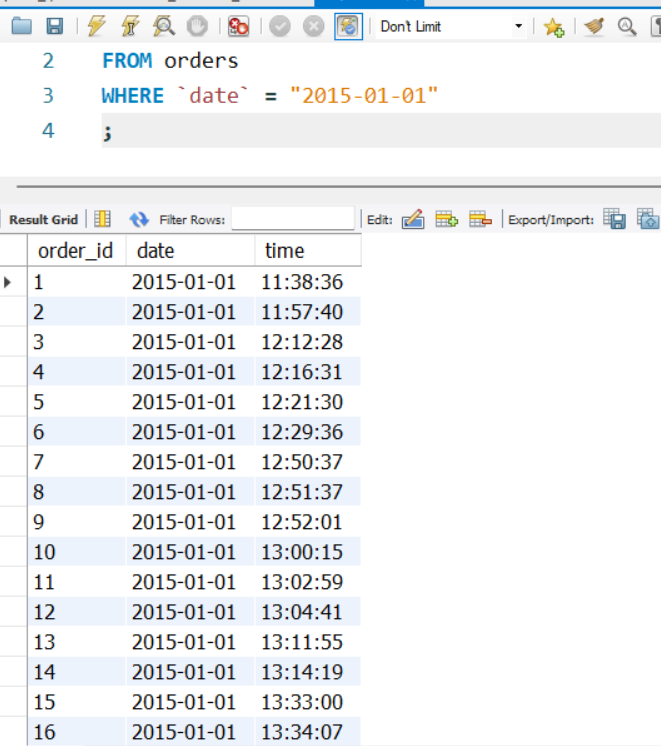 Don't Limit
2 FROM orders
3 WHERE `date` = "2015-01-01"
4 ;
Result Grid Filter Rows: Edit: Export/Import:
order_id date time
1 2015-01-01 11:38:36
2 2015-01-01 11:57:40
3 2015-01-01 12:12:28
4 2015-01-01 12:16:31
5 2015-01-01 12:21:30
6 2015-01-01 12:29:36
7 2015-01-01 12:50:37
8 2015-01-01 12:51:37
9 2015-01-01 12:52:01
10 2015-01-01 13:00:15
11 2015-01-01 13:02:59
12 2015-01-01 13:04:41
13 2015-01-01 13:11:55
14 2015-01-01 13:14:19
15 2015-01-01 13:33:00
16 2015-01-01 13:34:07